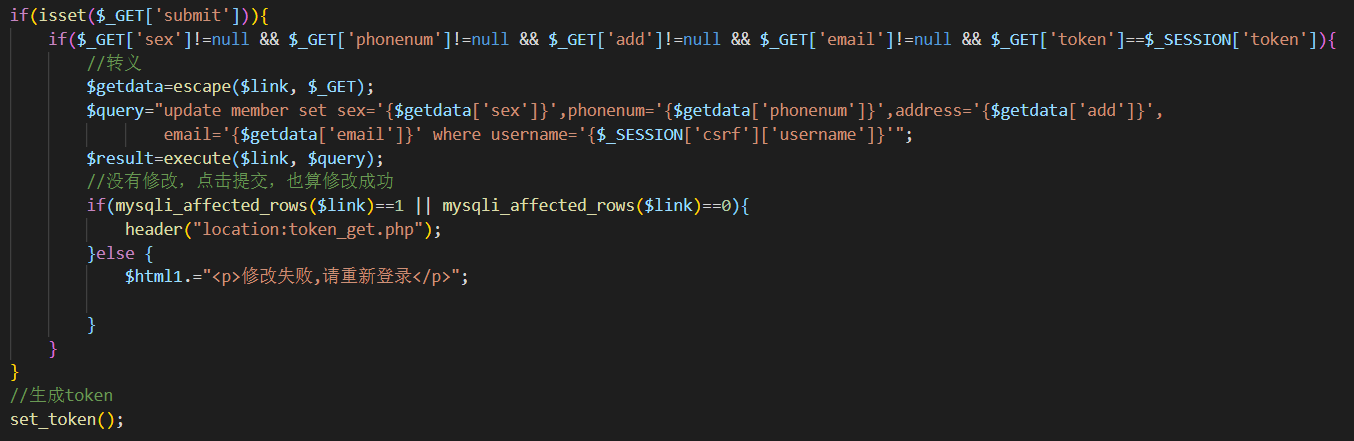 if(isset($_GET['submit'])){
if($_GET['sex']!=null && $_GET['phonenum']!=null && $_GET['add']!=null && $_GET['email']!=null && $_GET['token']==$_SESSION['token']){
//转义
$getdata=escape($link, $_GET);
$query="update member set sex='{$getdata['sex']}',phonenum='{$getdata['phonenum']}',address='{$getdata['add']}',
email='{$getdata['email']}' where username='{$_SESSION['csrf']['username']}'";
$result=execute($link, $query);
//没有修改，点击提交，也算修改成功
if(mysqli_affected_rows($link)==1 || mysqli_affected_rows($link)==0){
header("location:token_get.php");
}else {
$html1.="<p>修改失败,请重新登录</p>";
}
}
}
//生成token
set_token();